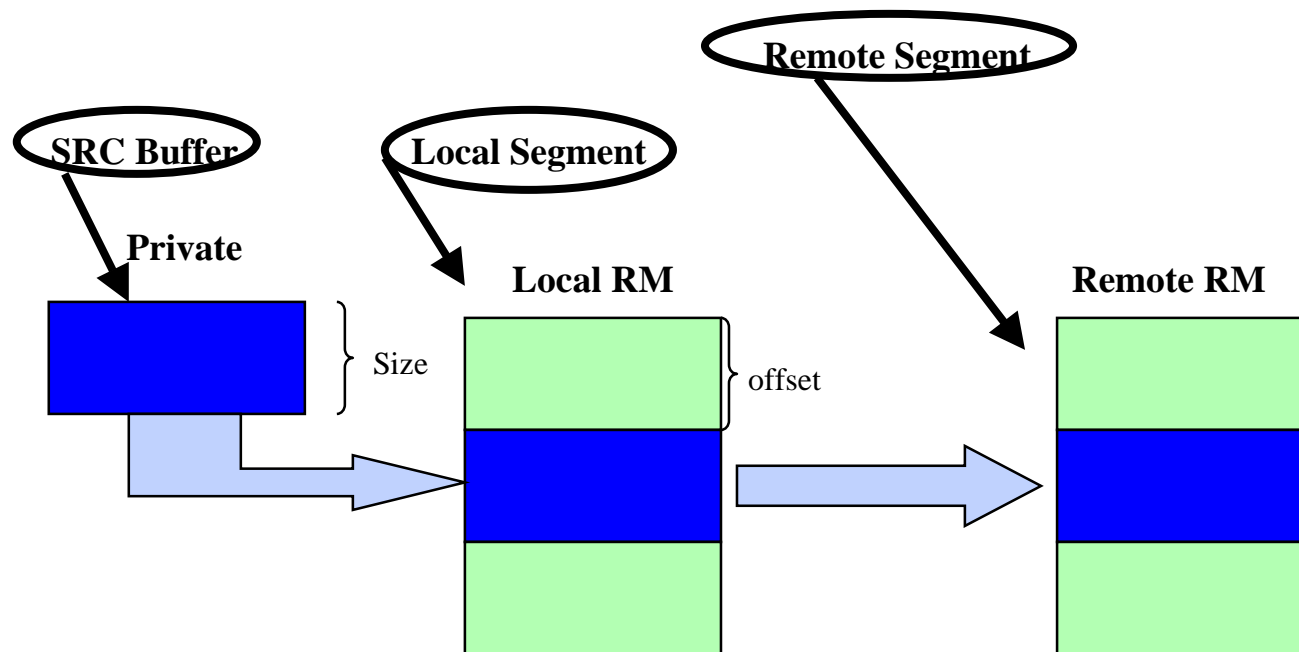 Remote Segment
SRC Buffer
Local Segment
Private
Local RM
Remote RM
Size
offset